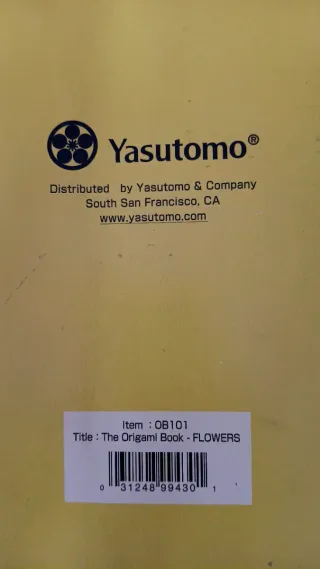 Yasutomo®
Distributed by Yasutomo & Company
South San Francisco, CA
www.yasutomo.com
Item : OB101
Title : The Origami Book - FLOWERS
0 31248 99430 1